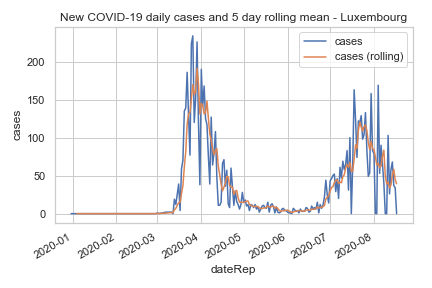 New COVID-19 daily cases and 5 day rolling mean - Luxembourg
cases
cases (rolling)
200
150
100
50
0
cases
2020-01
2020-02
2020-03
2020-04
2020-05
2020-06
2020-07
2020-08
dateRep